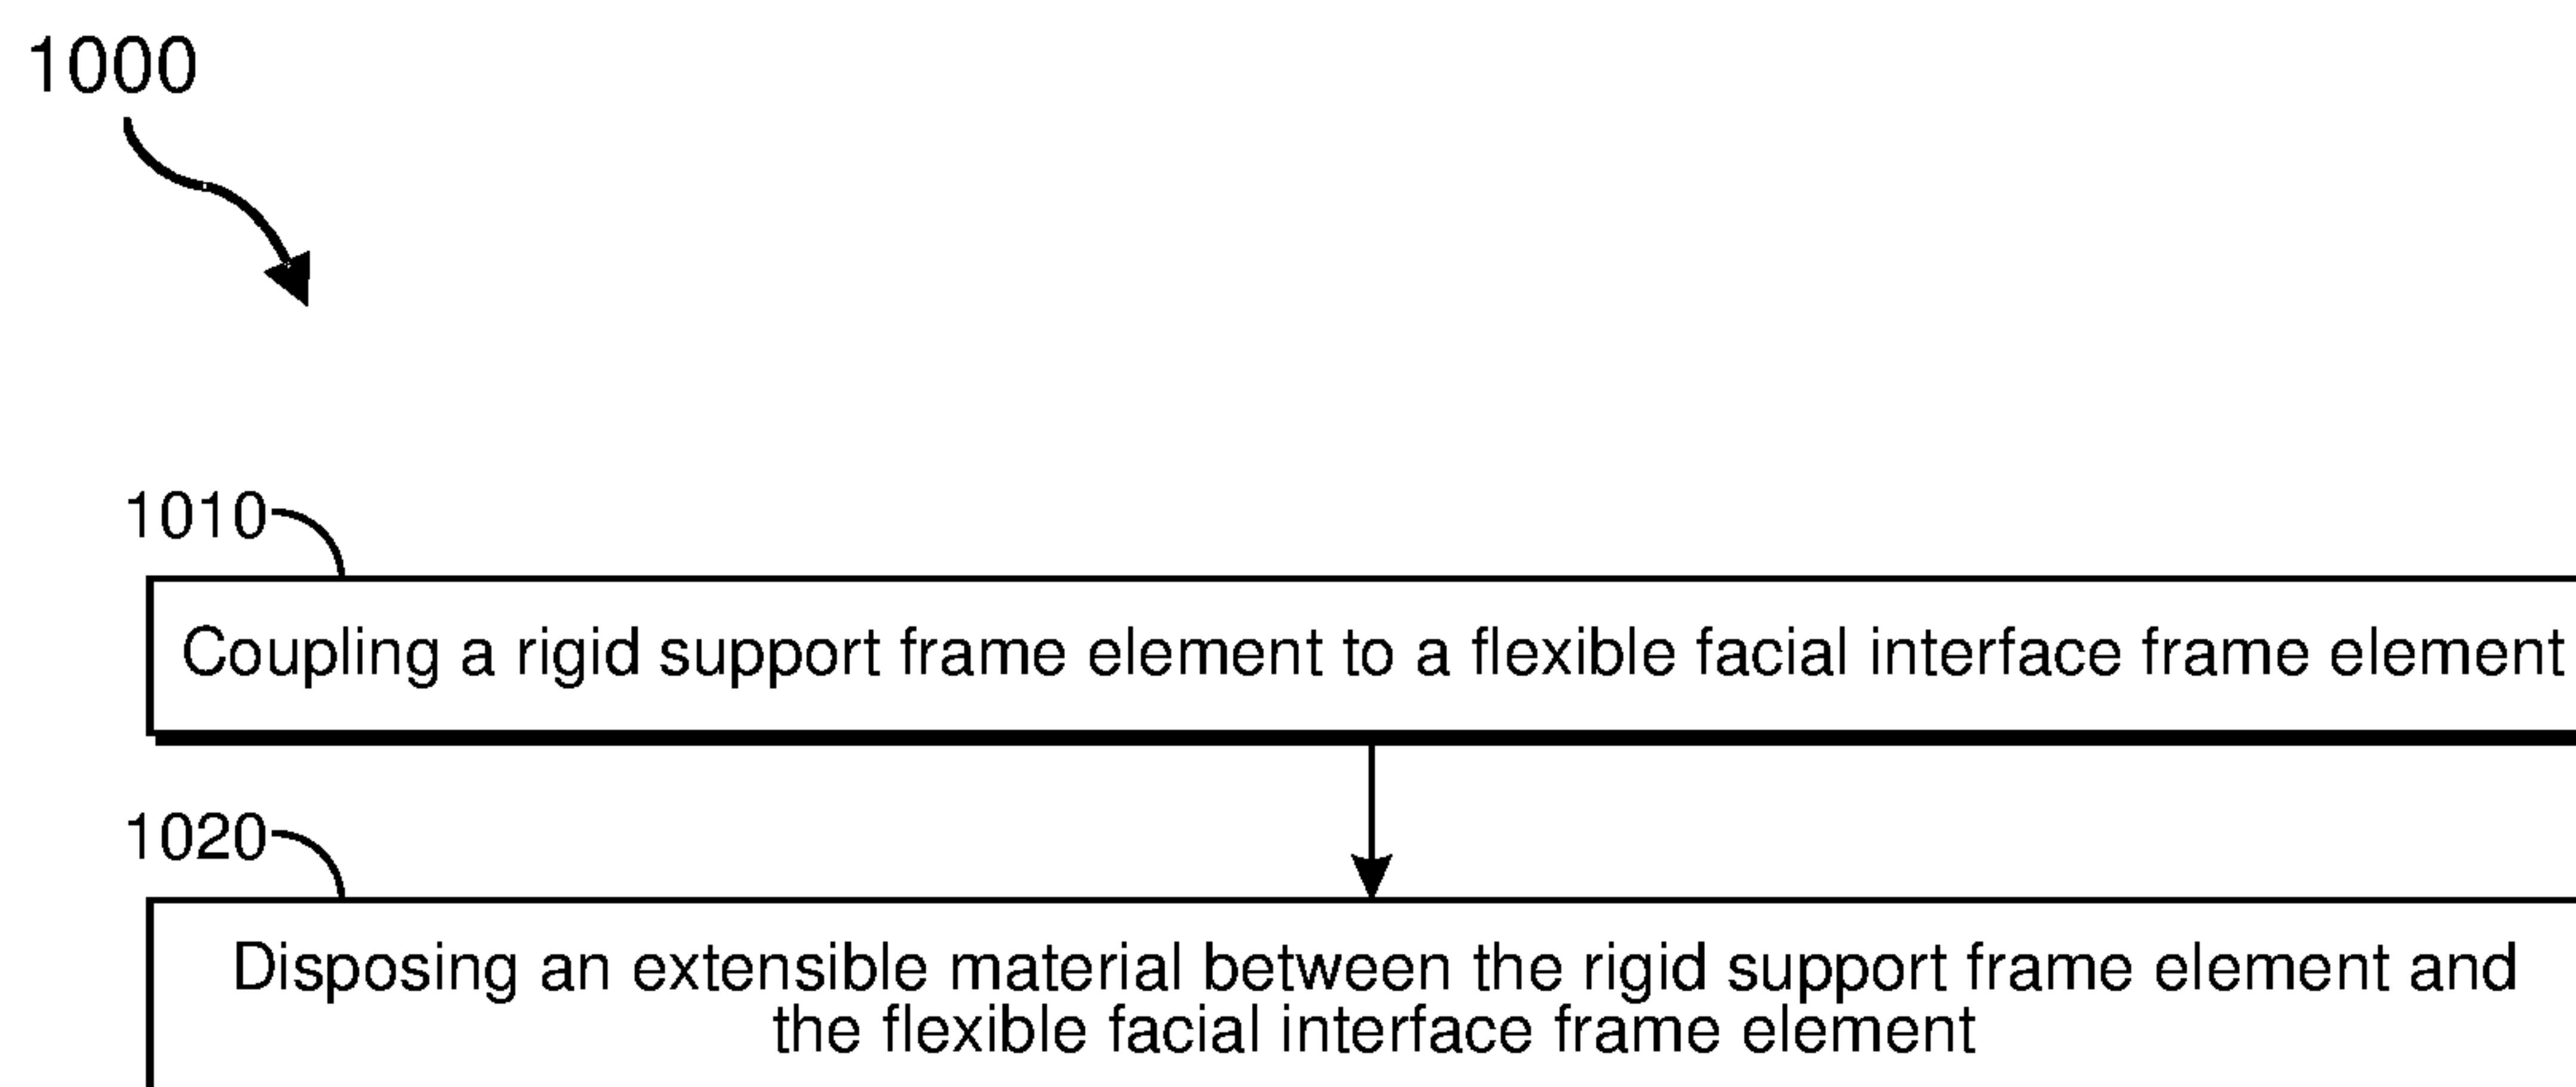 1000
1010
Coupling a rigid support frame element to a flexible facial interface frame element
1020
Disposing an extensible material between the rigid support frame element and
the flexible facial interface frame element